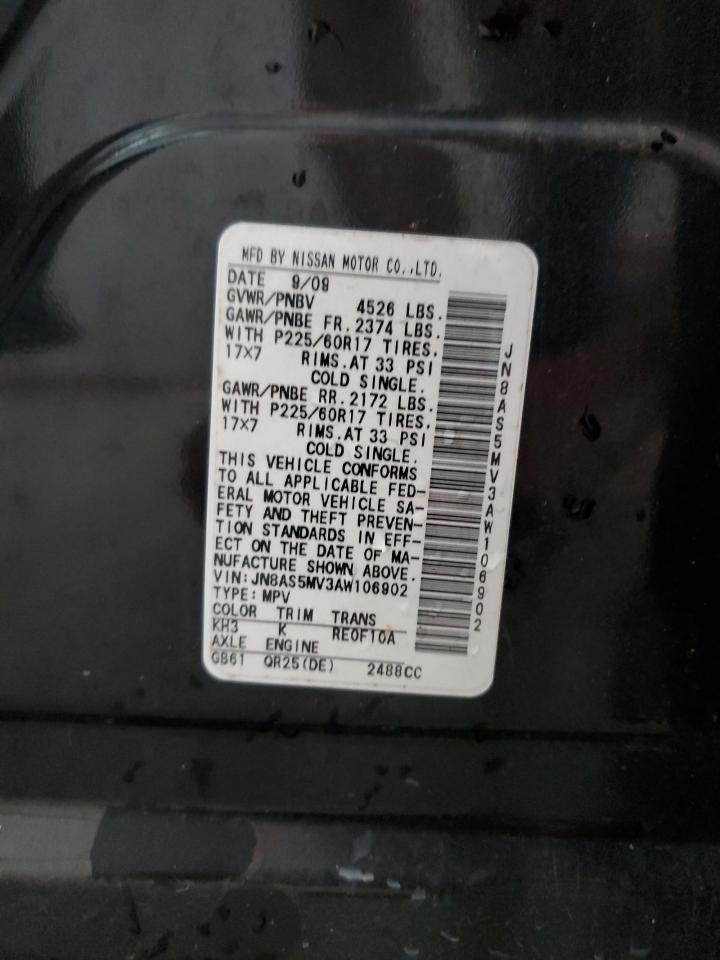 MFD BY NISSAN MOTOR CO.,LTD.
DATE 9/09
GVWR/PNBV 4526 LBS.
GAWR/PNBE FR.2374 LBS.
WITH P225/60R17 TIRES,
17X7 RIMS.AT 33 PSI
COLD SINGLE.
GAWR/PNBE RR.2172 LBS.
WITH P225/60R17 TIRES,
17X7 RIMS.AT 33 PSI
COLD SINGLE.
THIS VEHICLE CONFORMS
TO ALL APPLICABLE FED-
ERAL MOTOR VEHICLE SA-
FETY AND THEFT PREVEN-
TION STANDARDS IN EFF-
ECT ON THE DATE OF MA-
NUFACTURE SHOWN ABOVE.
VIN:JN8AS5MV3AW106902
TYPE:MPV
COLOR TRIM TRANS
KH3 K RE0F10A
AXLE ENGINE
GB61 QR25(DE) 2488CC
JN8AS5MV3AW106902